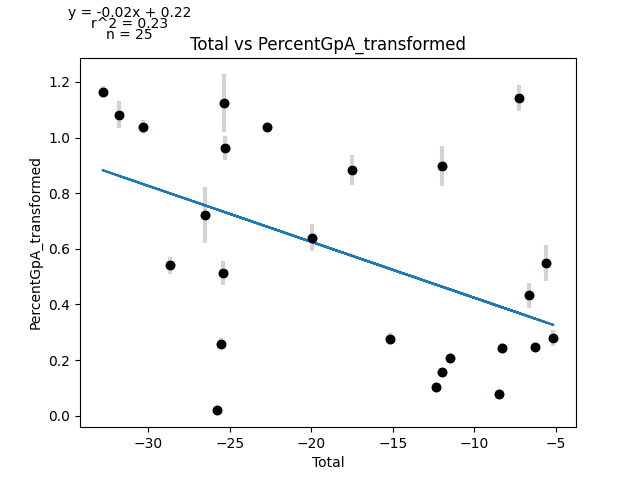 y = -0.02x + 0.22
r^2 = 0.23
n = 25
Total vs PercentGpA_transformed
PercentGpA_transformed
1.2
1.0
0.8
0.6
0.4
0.2
0.0
−30 −25 −20 −15 −10 −5
Total